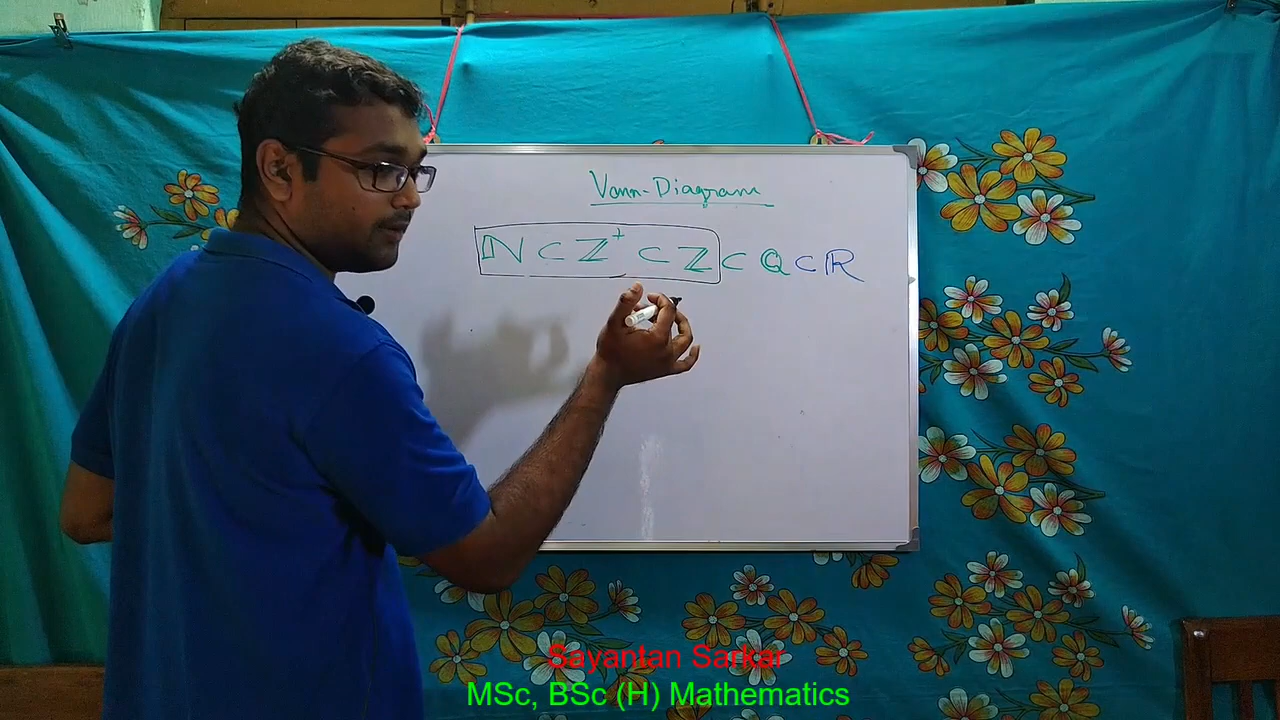 Venn-Diagram
ℕ ⊂ ℤ⁺ ⊂ ℤ ⊂ ℚ ⊂ ℝ
Sayantan Sarkar
MSc, BSc (H) Mathematics